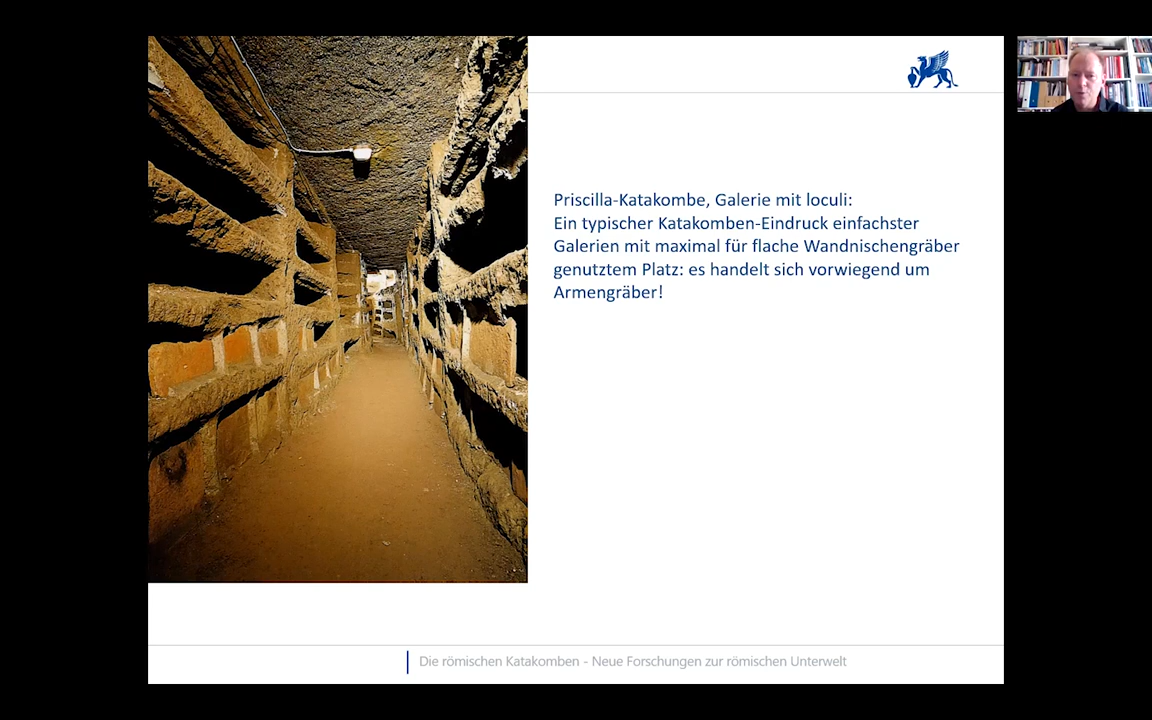 Priscilla-Katakombe, Galerie mit loculi:
Ein typischer Katakomben-Eindruck einfachster
Galerien mit maximal für flache Wandnischengräber
genutztem Platz: es handelt sich vorwiegend um
Armengräber!
Die römischen Katakomben - Neue Forschungen zur römischen Unterwelt